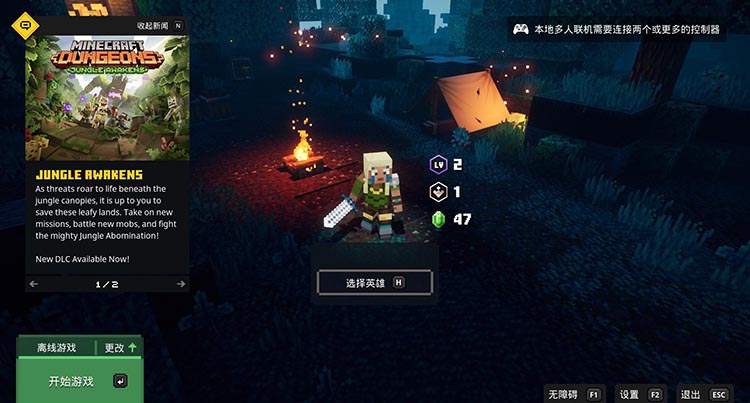 收起新闻 N
MINECRAFT
DUNGEONS
JUNGLE AWAKENS
JUNGLE AWAKENS
As threats roar to life beneath the
jungle canopies, it is up to you to
save these leafy lands. Take on new
missions, battle new mobs, and fight
the mighty Jungle Abomination!
New DLC Available Now!
← 1/2 →
本地多人联机需要连接两个或更多的控制器
LV 2
1
47
选择英雄 H
离线游戏 更改
开始游戏
无障碍 F1 设置 F2 退出 ESC